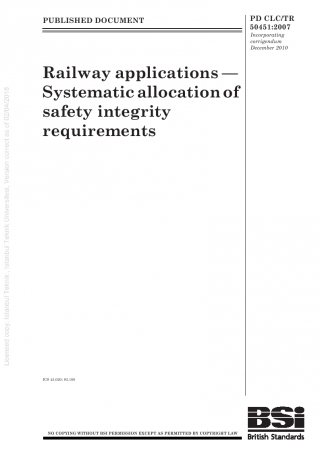 PUBLISHED DOCUMENT
PD CLC/TR
50451:2007
Incorporating
corrigendum
December 2010
Railway applications —
Systematic allocation of
safety integrity
requirements
NO COPYING WITHOUT BSI PERMISSION EXCEPT AS PERMITTED BY COPYRIGHT LAW
BSi
British Standards